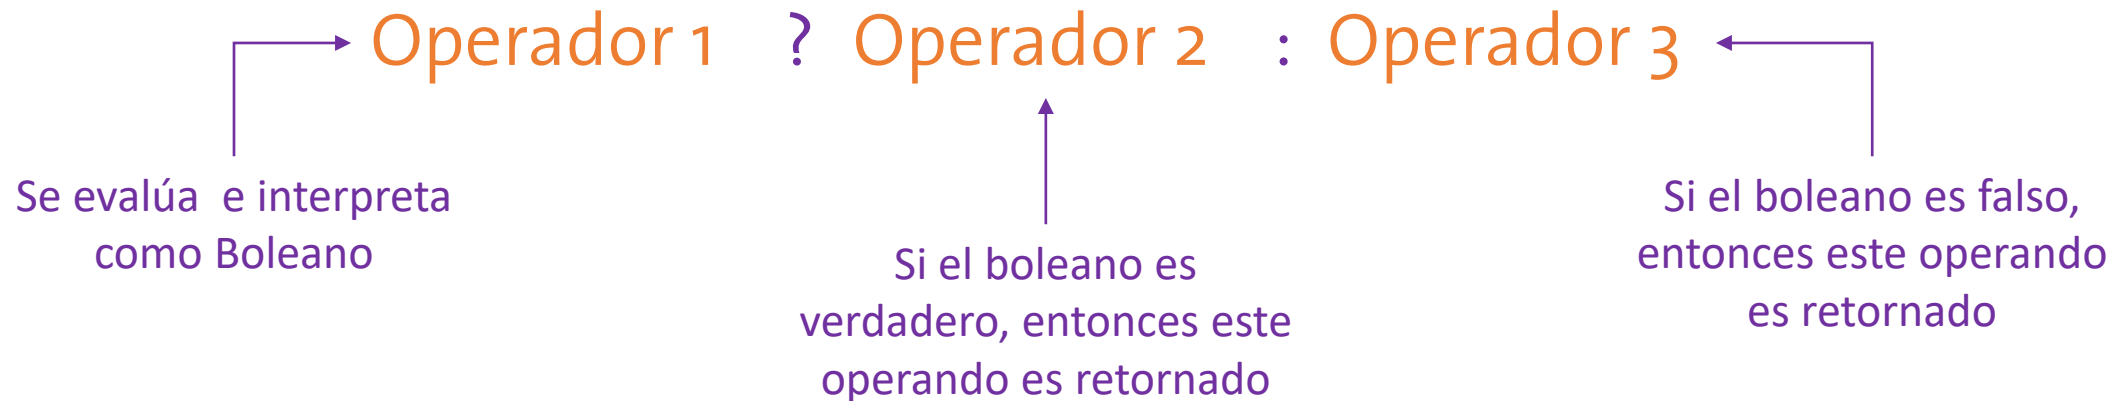 Operador 1 ? Operador 2 : Operador 3
Se evalúa e interpreta
como Boleano
Si el boleano es
verdadero, entonces este
operando es retornado
Si el boleano es falso,
entonces este operando
es retornado